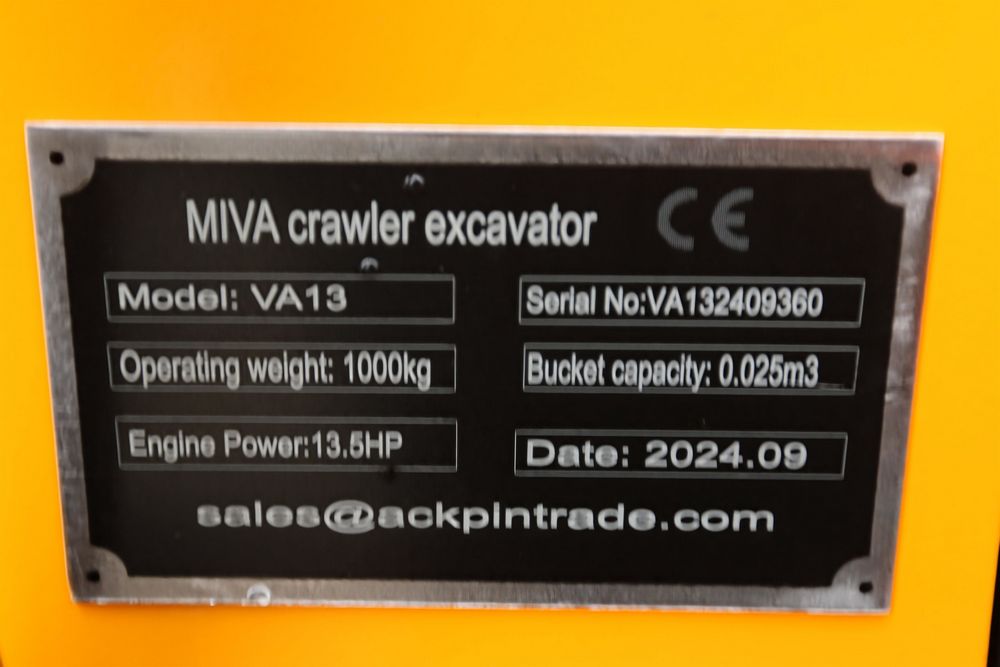 MIVA crawler excavator CE
Model: VA13
Serial No:VA132409360
Operating weight: 1000kg
Bucket capacity: 0.025m3
Engine Power:13.5HP
Date: 2024.09
sales@ackpintrade.com